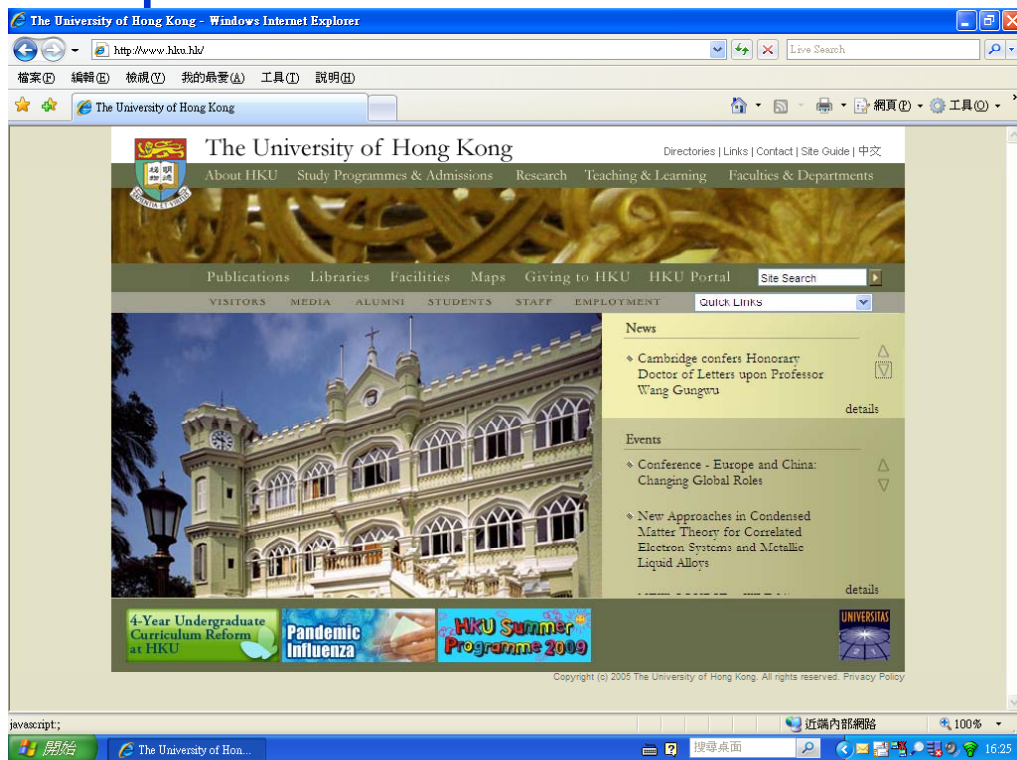 The University of Hong Kong - Windows Internet Explorer
http://www.hku.hk/
Live Search
檔案(F) 編輯(E) 檢視(V) 我的最愛(A) 工具(T) 說明(H)
The University of Hong Kong
網頁(P) 工具(O)
The University of Hong Kong
Directories | Links | Contact | Site Guide | 中文
About HKU Study Programmes & Admissions Research Teaching & Learning Faculties & Departments
Publications Libraries Facilities Maps Giving to HKU HKU Portal Site Search
VISITORS MEDIA ALUMNI STUDENTS STAFF EMPLOYMENT Quick Links
News
Cambridge confers Honorary
Doctor of Letters upon Professor
Wang Gungwu
details
Events
Conference - Europe and China:
Changing Global Roles
New Approaches in Condensed
Matter Theory for Correlated
Electron Systems and Metallic
Liquid Alloys
details
4-Year Undergraduate
Curriculum Reform
at HKU
Pandemic
Influenza
HKU Summer
Programme 2009
UNIVERSITAS
21
Copyright (c) 2005 The University of Hong Kong. All rights reserved. Privacy Policy
javascript:;
近端內部網路
100%
開始
The University of Hon...
搜尋桌面
16:25